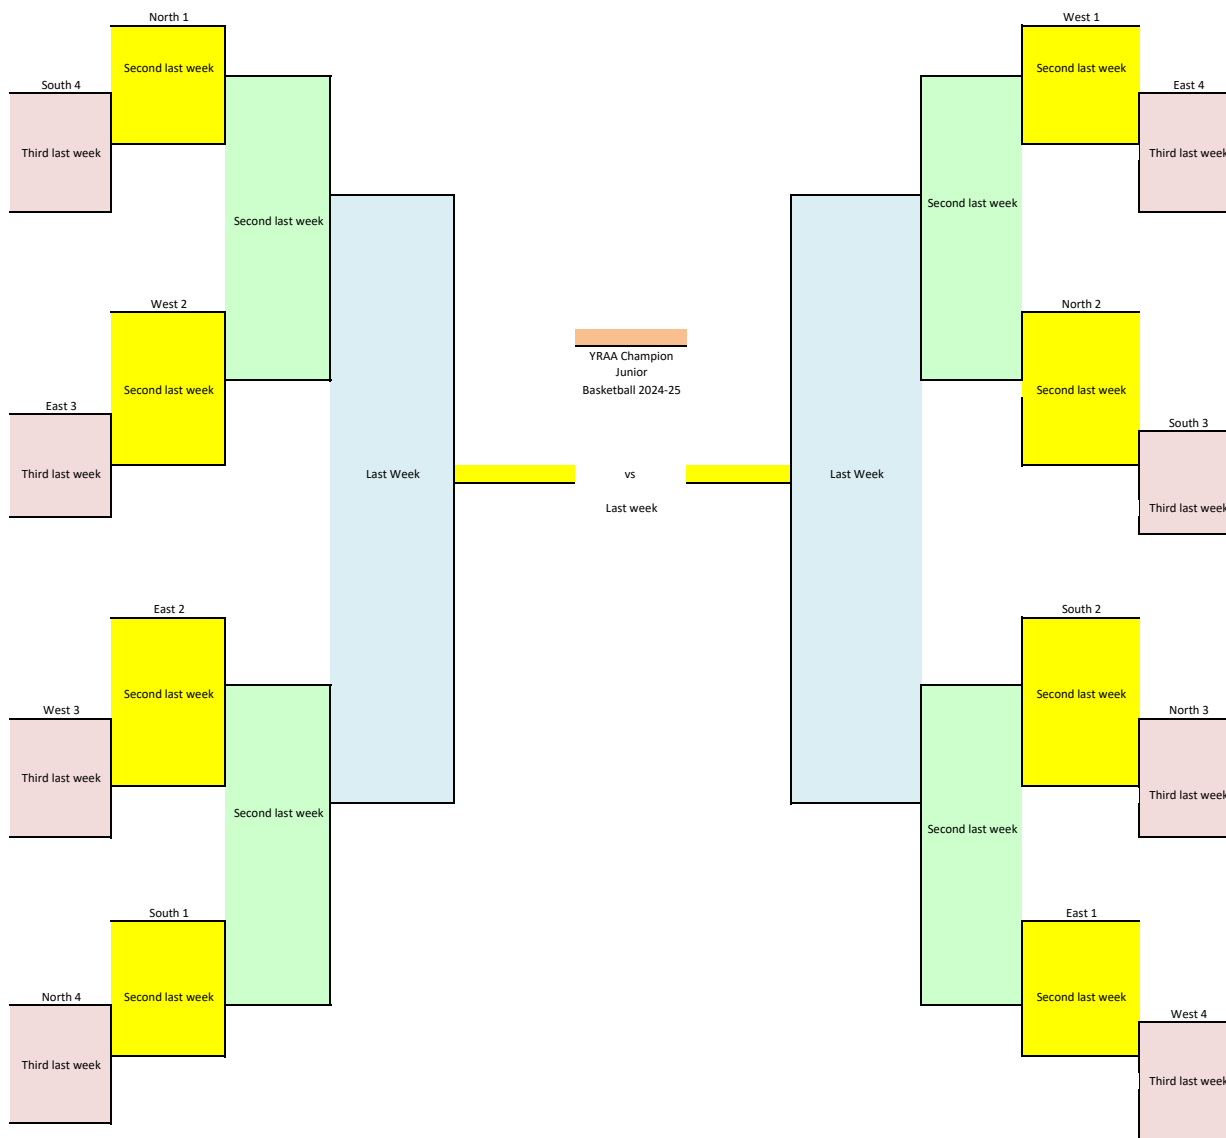 North 1
West 1
Second last week
Second last week
South 4
East 4
Third last week
Third last week
Second last week
Second last week
West 2
North 2
YRAA Champion
Junior
Basketball 2024-25
Second last week
Second last week
East 3
South 3
Third last week
Last Week
vs
Last Week
Last week
Third last week
East 2
South 2
Second last week
Second last week
West 3
North 3
Third last week
Third last week
Second last week
Second last week
South 1
East 1
North 4
Second last week
Second last week
West 4
Third last week
Third last week